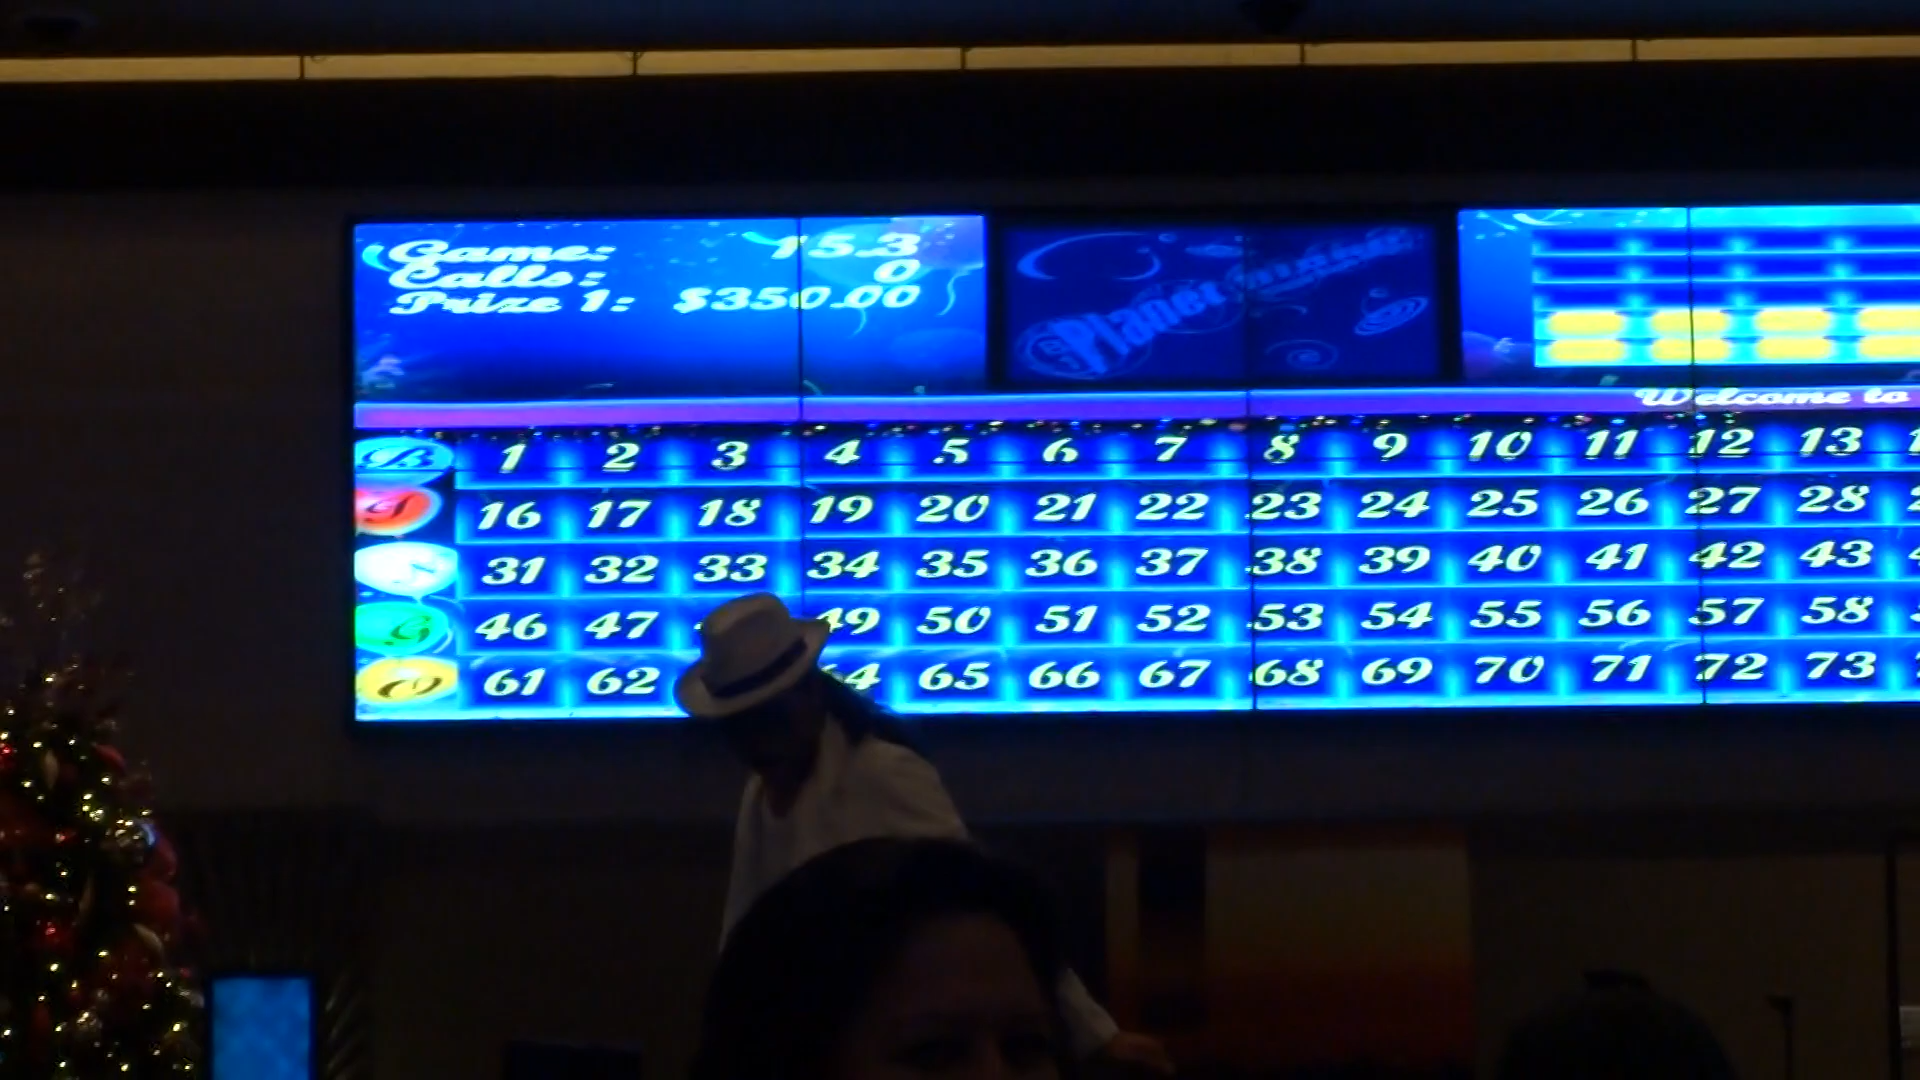 Game: 15.3
Calls: 0
Prize 1: $350.00
Planet
Welcome to
B 1 2 3 4 5 6 7 8 9 10 11 12 13
I 16 17 18 19 20 21 22 23 24 25 26 27 28
31 32 33 34 35 36 37 38 39 40 41 42 43
G 46 47 49 50 51 52 53 54 55 56 57 58
O 61 62 64 65 66 67 68 69 70 71 72 73